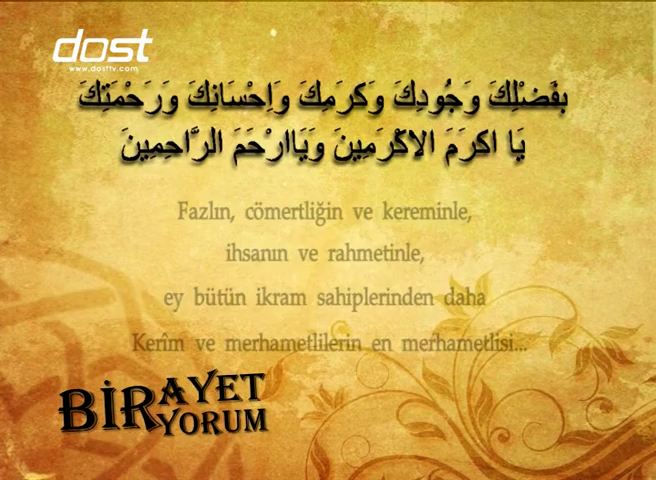 dost
www.dosttv.com
بِفَضْلِكَ وَجُودِكَ وَكَرَمِكَ وَاِحْسَانِكَ وَرَحْمَتِكَ
يَا اَكْرَمَ الاَكْرَمِينَ وَيَااَرْحَمَ الرَّاحِمِينَ
Fazlın, cömertliğin ve kereminle,
ihsanın ve rahmetinle,
ey bütün ikram sahiplerinden daha
Kerîm ve merhametlilerin en merhametlisi...
BİR AYET
YORUM